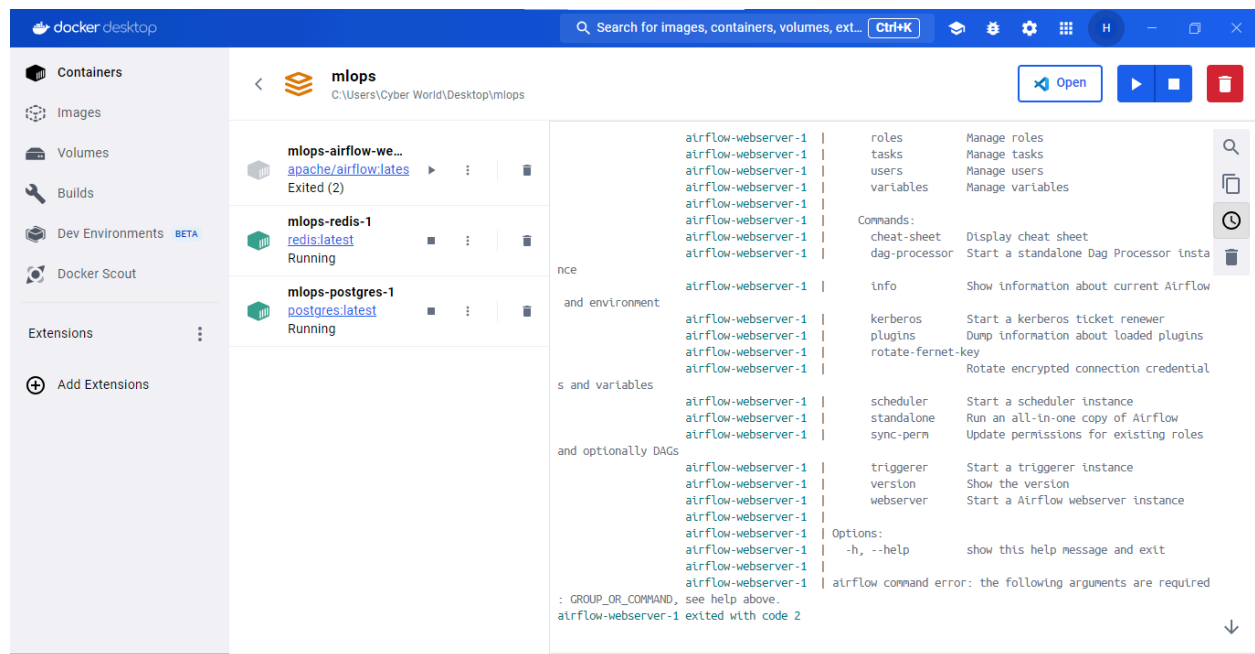 docker desktop
Search for images, containers, volumes, ext... Ctrl+K
H
Containers
Images
Volumes
Builds
Dev Environments BETA
Docker Scout
Extensions
Add Extensions
mlops
C:\Users\Cyber World\Desktop\mlops
Open
mlops-airflow-we...
apache/airflow:lates
Exited (2)
mlops-redis-1
redis:latest
Running
mlops-postgres-1
postgres:latest
Running
airflow-webserver-1 | roles Manage roles
airflow-webserver-1 | tasks Manage tasks
airflow-webserver-1 | users Manage users
airflow-webserver-1 | variables Manage variables
airflow-webserver-1 |
airflow-webserver-1 | Commands:
airflow-webserver-1 | cheat-sheet Display cheat sheet
airflow-webserver-1 | dag-processor Start a standalone Dag Processor insta
nce
airflow-webserver-1 | info Show information about current Airflow
and environment
airflow-webserver-1 | kerberos Start a kerberos ticket renewer
airflow-webserver-1 | plugins Dump information about loaded plugins
airflow-webserver-1 | rotate-fernet-key
airflow-webserver-1 | Rotate encrypted connection credential
s and variables
airflow-webserver-1 | scheduler Start a scheduler instance
airflow-webserver-1 | standalone Run an all-in-one copy of Airflow
airflow-webserver-1 | sync-perm Update permissions for existing roles
and optionally DAGs
airflow-webserver-1 | triggerer Start a triggerer instance
airflow-webserver-1 | version Show the version
airflow-webserver-1 | webserver Start a Airflow webserver instance
airflow-webserver-1 |
airflow-webserver-1 | Options:
airflow-webserver-1 | -h, --help show this help message and exit
airflow-webserver-1 |
airflow-webserver-1 | airflow command error: the following arguments are required
: GROUP_OR_COMMAND, see help above.
airflow-webserver-1 exited with code 2